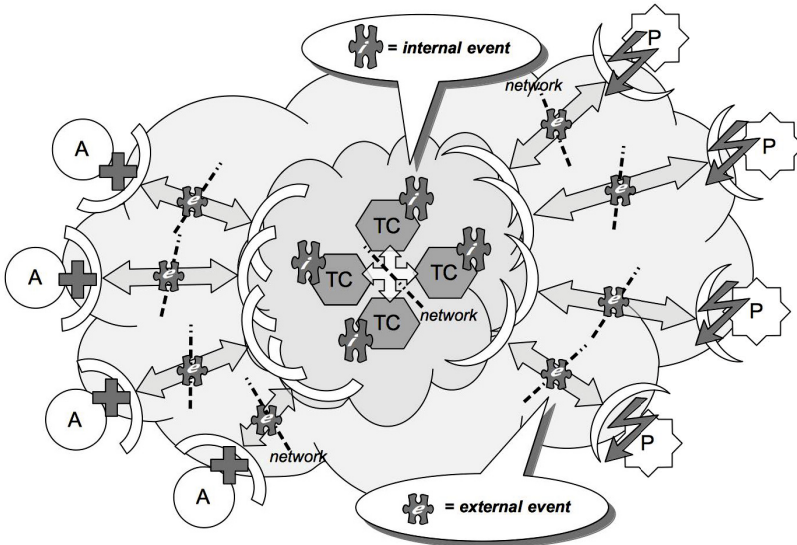 i = internal event
P
network
e
A
e
P
e
i
TC
e
i
TC
i
TC
A
e
TC
i
network
e
P
e
e
P
A
e
network
A
e = external event